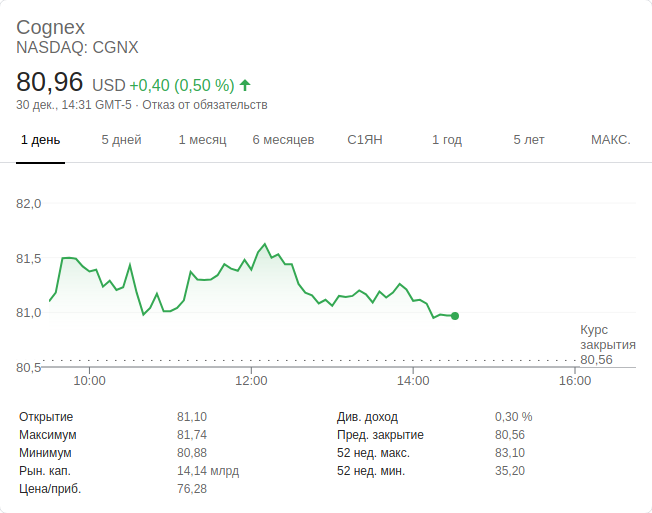 Cognex
NASDAQ: CGNX
80,96 USD +0,40 (0,50 %)
30 дек., 14:31 GMT-5 · Отказ от обязательств
1 день 5 дней 1 месяц 6 месяцев С1ЯН 1 год 5 лет МАКС.
82,0
81,5
81,0
Курс
закрытия
80,56
80,5
10:00 12:00 14:00 16:00
Открытие 81,10 Див. доход 0,30 %
Максимум 81,74 Пред. закрытие 80,56
Минимум 80,88 52 нед. макс. 83,10
Рын. кап. 14,14 млрд 52 нед. мин. 35,20
Цена/приб. 76,28